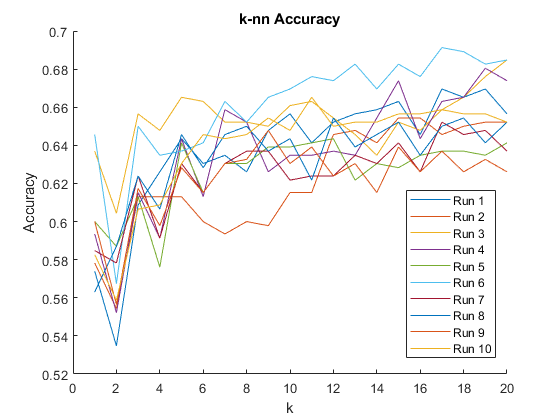 k-nn Accuracy
0.7
0.68
0.66
0.64
0.62
0.6
0.58
0.56
0.54
0.52
Accuracy
Run 1
Run 2
Run 3
Run 4
Run 5
Run 6
Run 7
Run 8
Run 9
Run 10
0 2 4 6 8 10 12 14 16 18 20
k